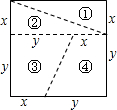 ①
x ② x
y x
y ③ ④ y
x y